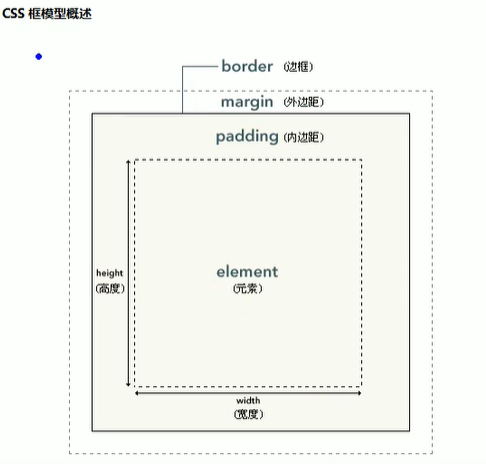 CSS 框模型概述
border (边框)
margin (外边距)
padding (内边距)
element
(元素)
height
(高度)
width
(宽度)